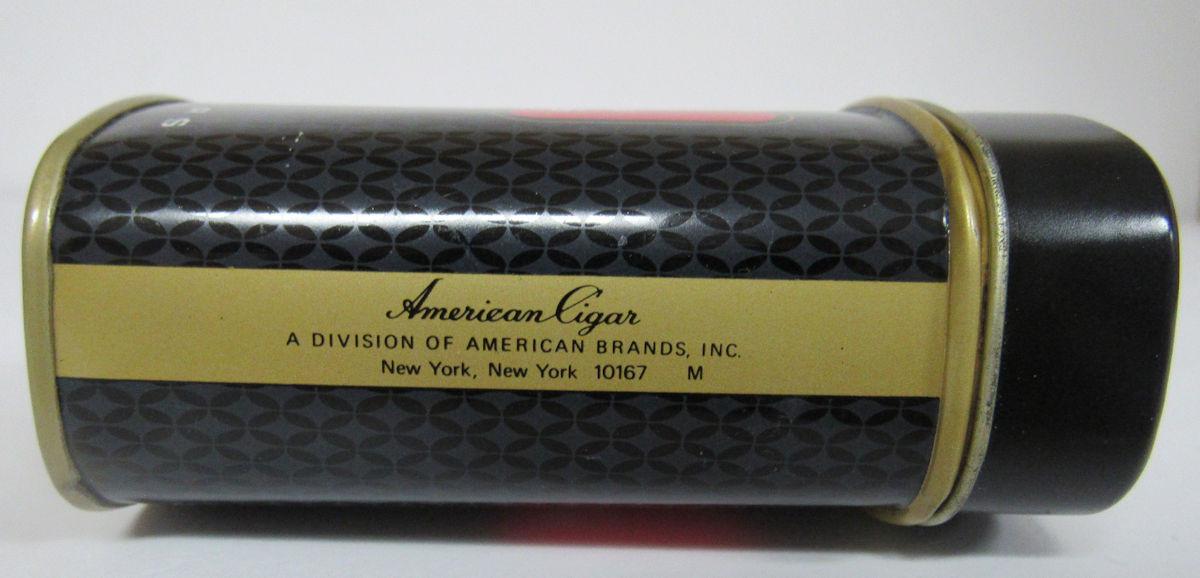 American Cigar
A DIVISION OF AMERICAN BRANDS, INC.
New York, New York 10167 M